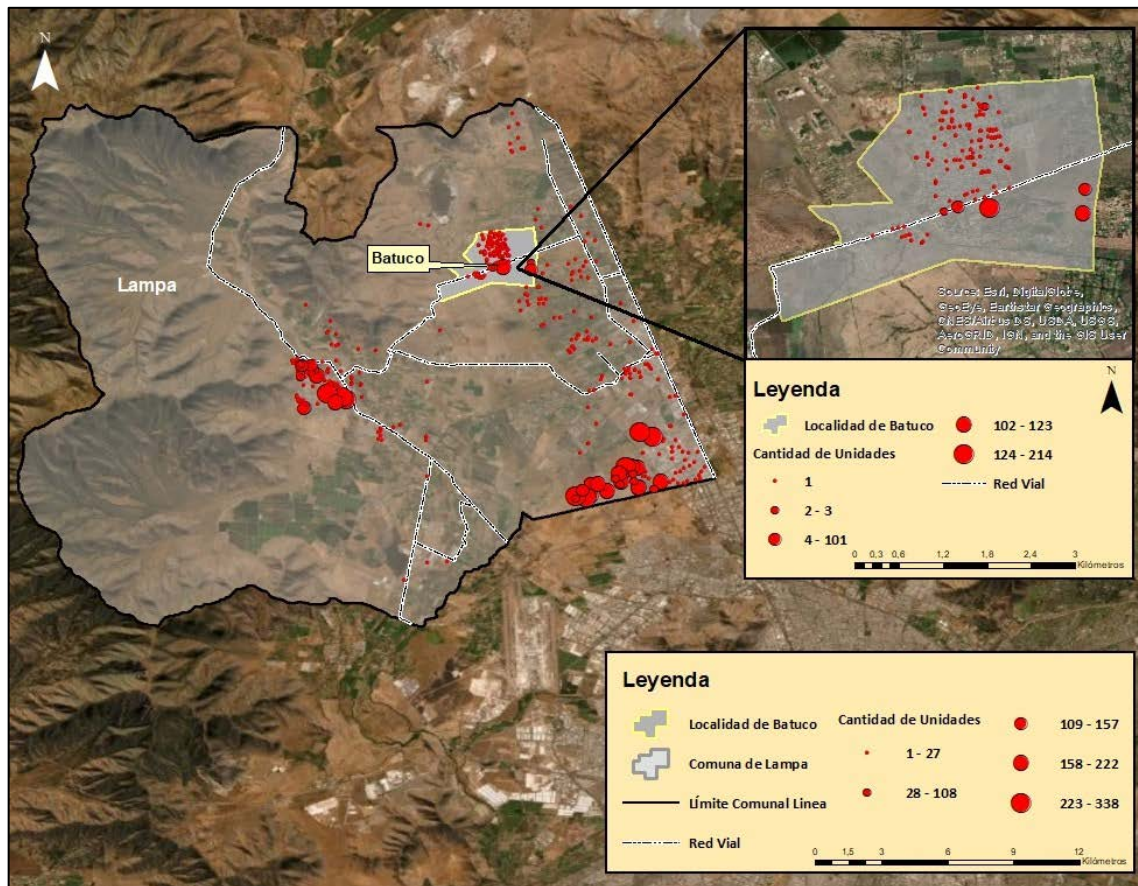 N
Lampa
Batuco
Source: Esri, DigitalGlobe,
GeoEye, Earthstar Geographics,
CNES/Airbus DS, USDA, USGS,
AeroGRID, IGN, and the GIS User
Community
Leyenda
N
Localidad de Batuco
Cantidad de Unidades
1
2 - 3
4 - 101
102 - 123
124 - 214
Red Vial
0 0,3 0,6 1,2 1,8 2,4 3
Kilómetros
Leyenda
Localidad de Batuco
Comuna de Lampa
Límite Comunal Linea
Red Vial
Cantidad de Unidades
1 - 27
28 - 108
109 - 157
158 - 222
223 - 338
0 1,5 3 6 9 12
Kilómetros